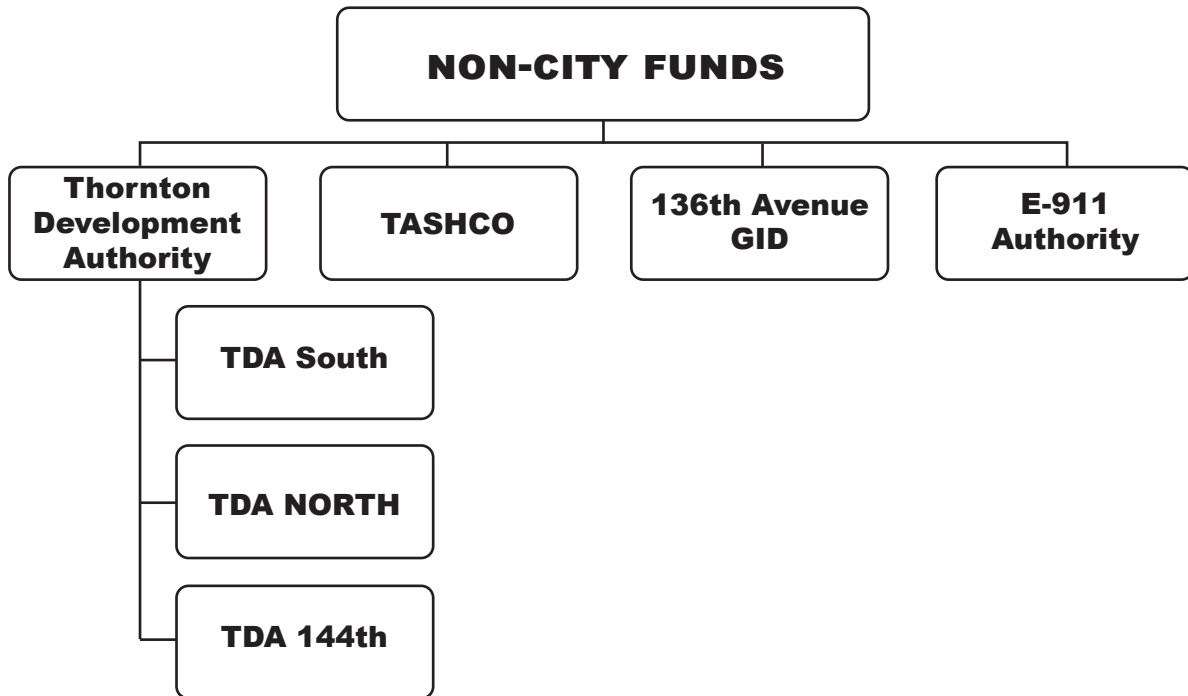 NON-CITY FUNDS
Thornton
Development
Authority
TASHCO
136th Avenue
GID
E-911
Authority
TDA South
TDA NORTH
TDA 144th